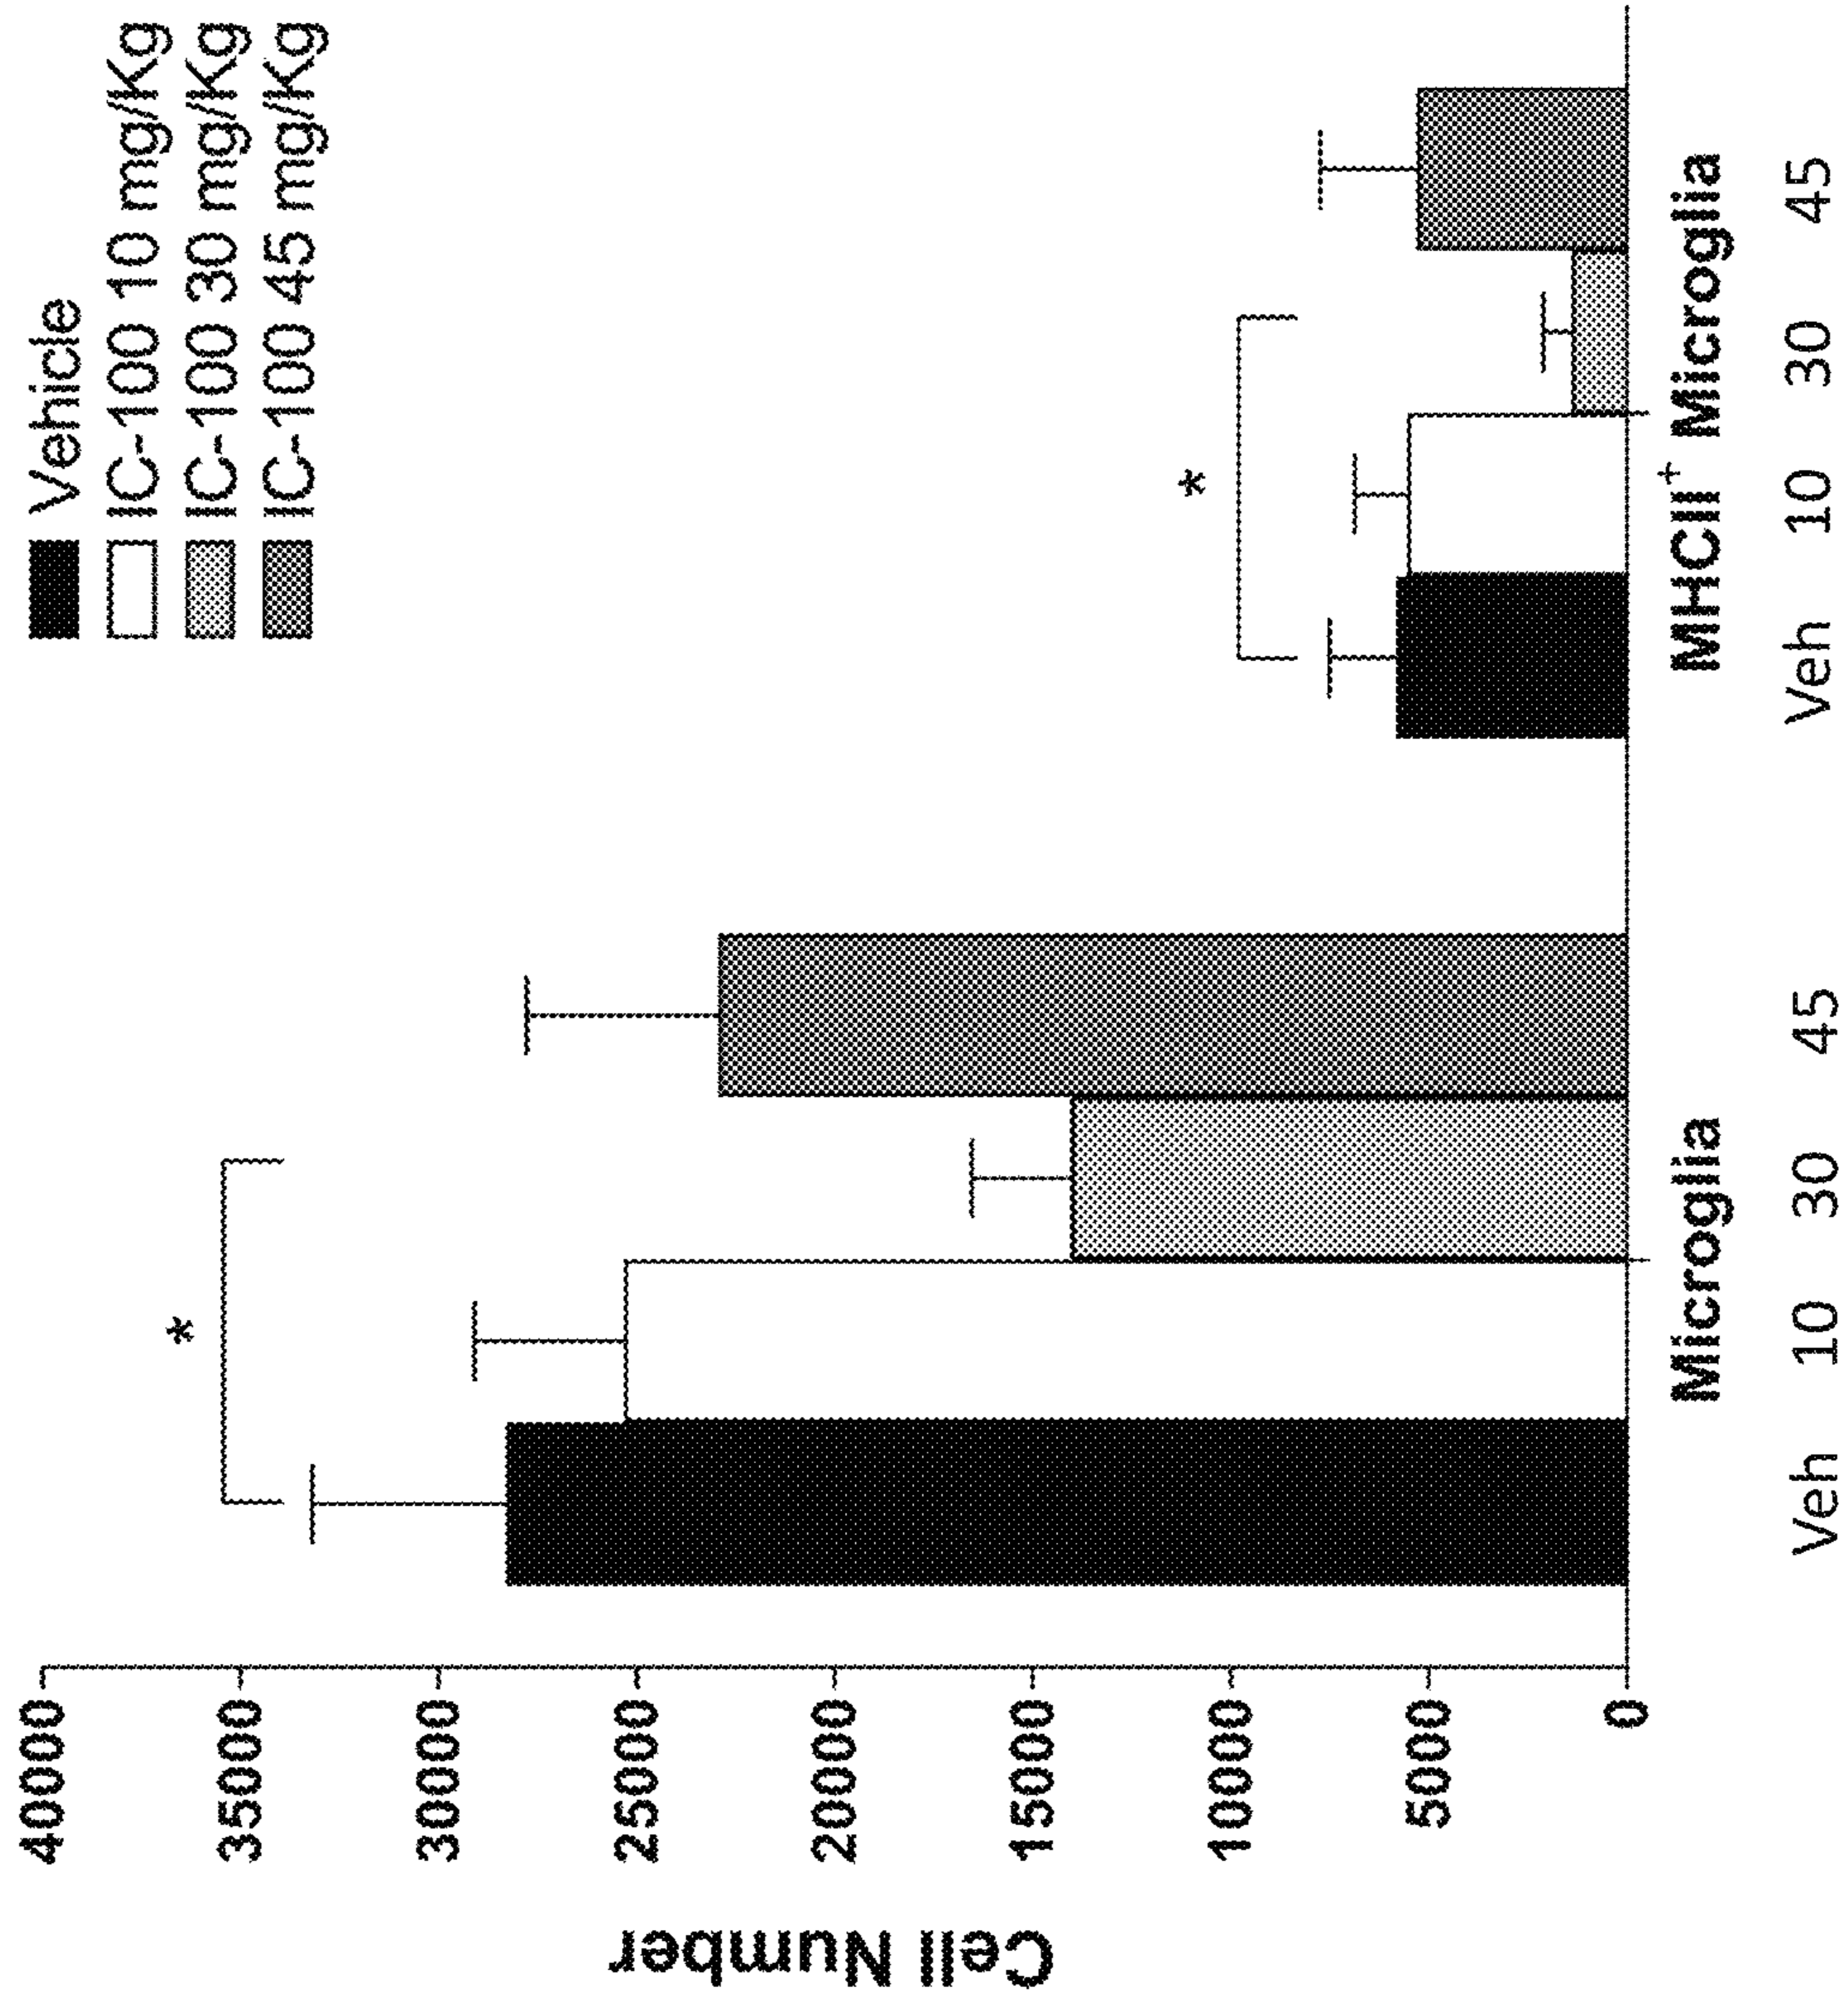 Vehicle
IC-100 10 mg/Kg
IC-100 30 mg/Kg
IC-100 45 mg/Kg
Cell Number
40000
35000
30000
25000
20000
15000
10000
5000
0
*
*
Microglia
MHCII⁺ Microglia
Veh 10 30 45
Veh 10 30 45